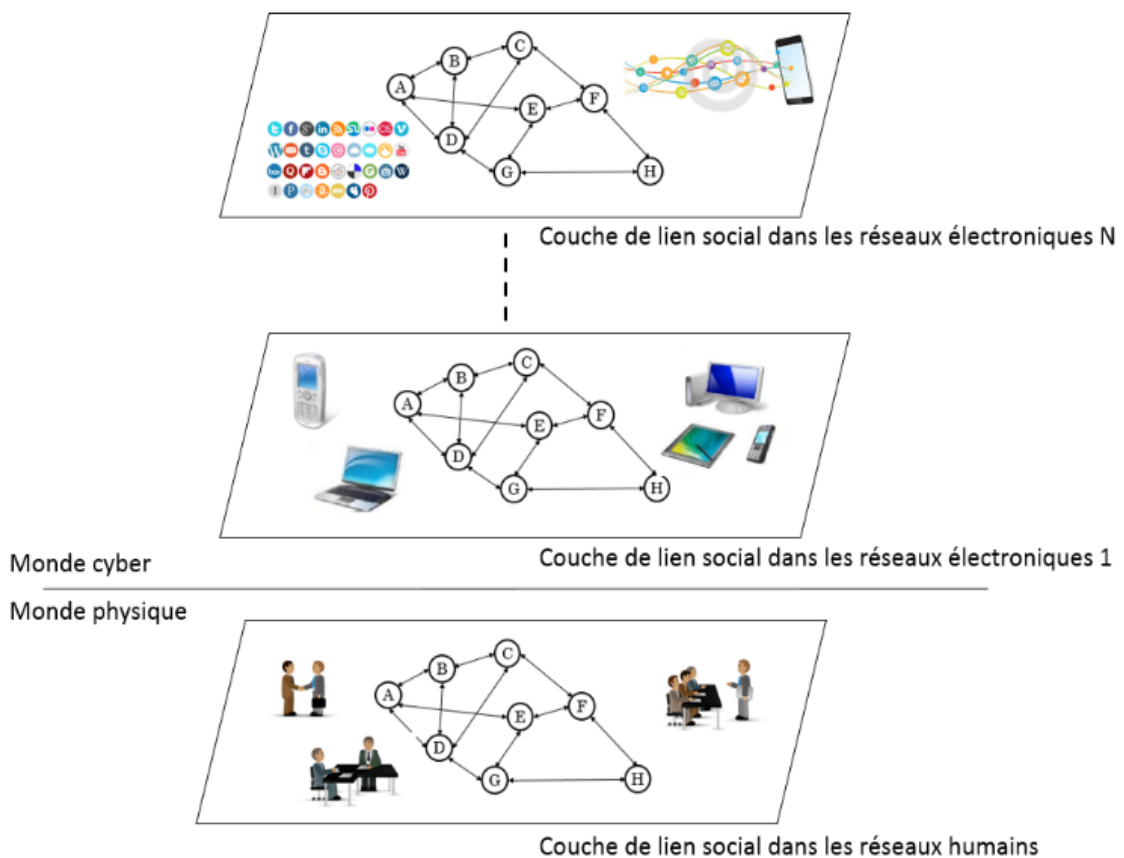 C
B
F
A
E
D
G
H
Couche de lien social dans les réseaux électroniques N
C
B
A
F
E
D
G
H
Monde cyber
Couche de lien social dans les réseaux électroniques 1
Monde physique
C
B
A
F
E
D
G
H
Couche de lien social dans les réseaux humains